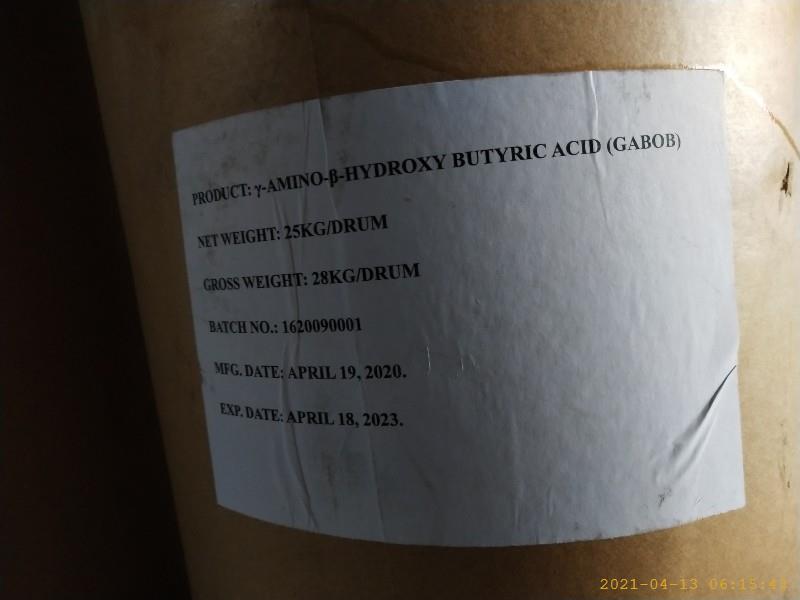 PRODUCT: γ-AMINO-β-HYDROXY BUTYRIC ACID (GABOB)
NET WEIGHT: 25KG/DRUM
GROSS WEIGHT: 28KG/DRUM
BATCH NO.: 1620090001
MFG. DATE: APRIL 19, 2020.
EXP. DATE: APRIL 18, 2023.
2021-04-13 06:15:43